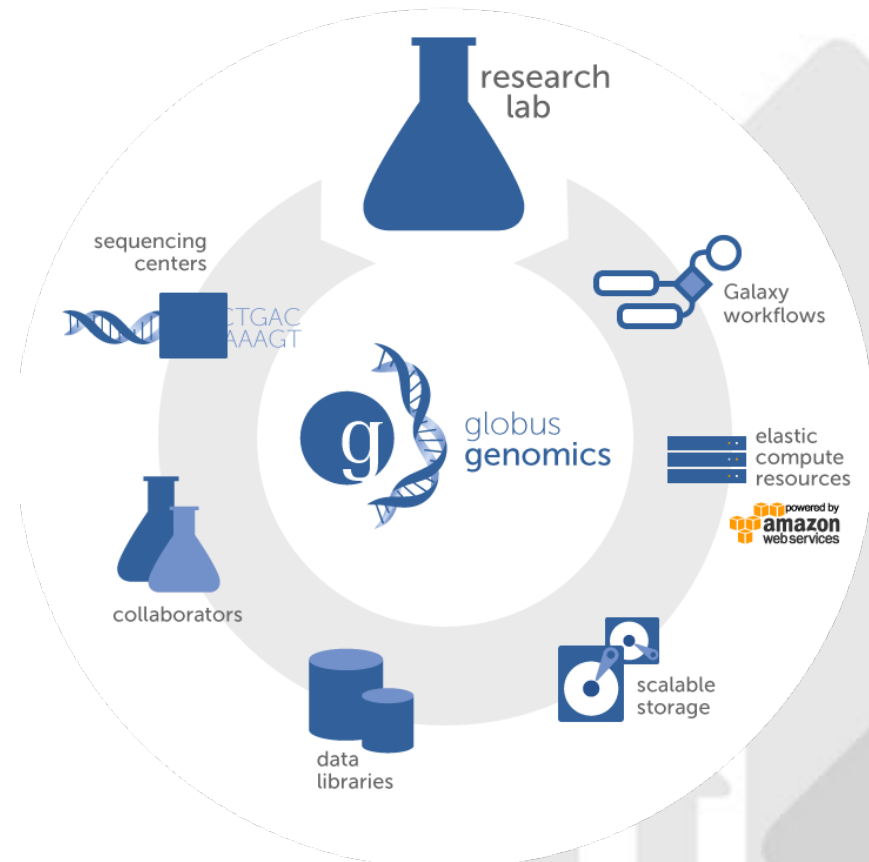 research
lab
sequencing
centers
CTGAC
AAAGT
Galaxy
workflows
g
globus
genomics
elastic
compute
resources
powered by
amazon
webservices
collaborators
scalable
storage
data
libraries